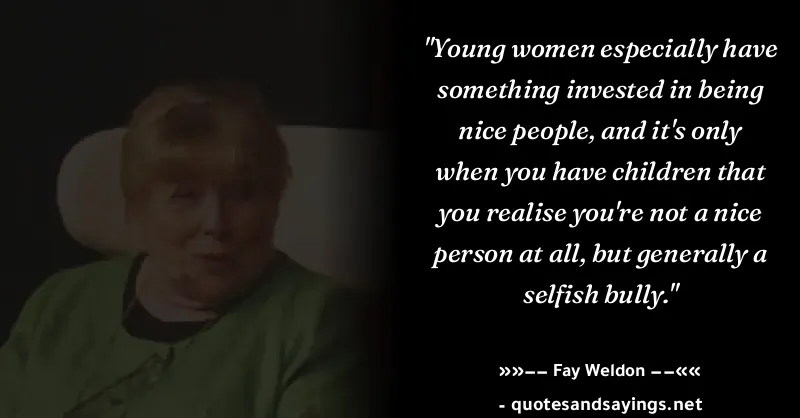 "Young women especially have
something invested in being
nice people, and it's only
when you have children that
you realise you're not a nice
person at all, but generally a
selfish bully."
»»−− Fay Weldon −−««
- quotesandsayings.net